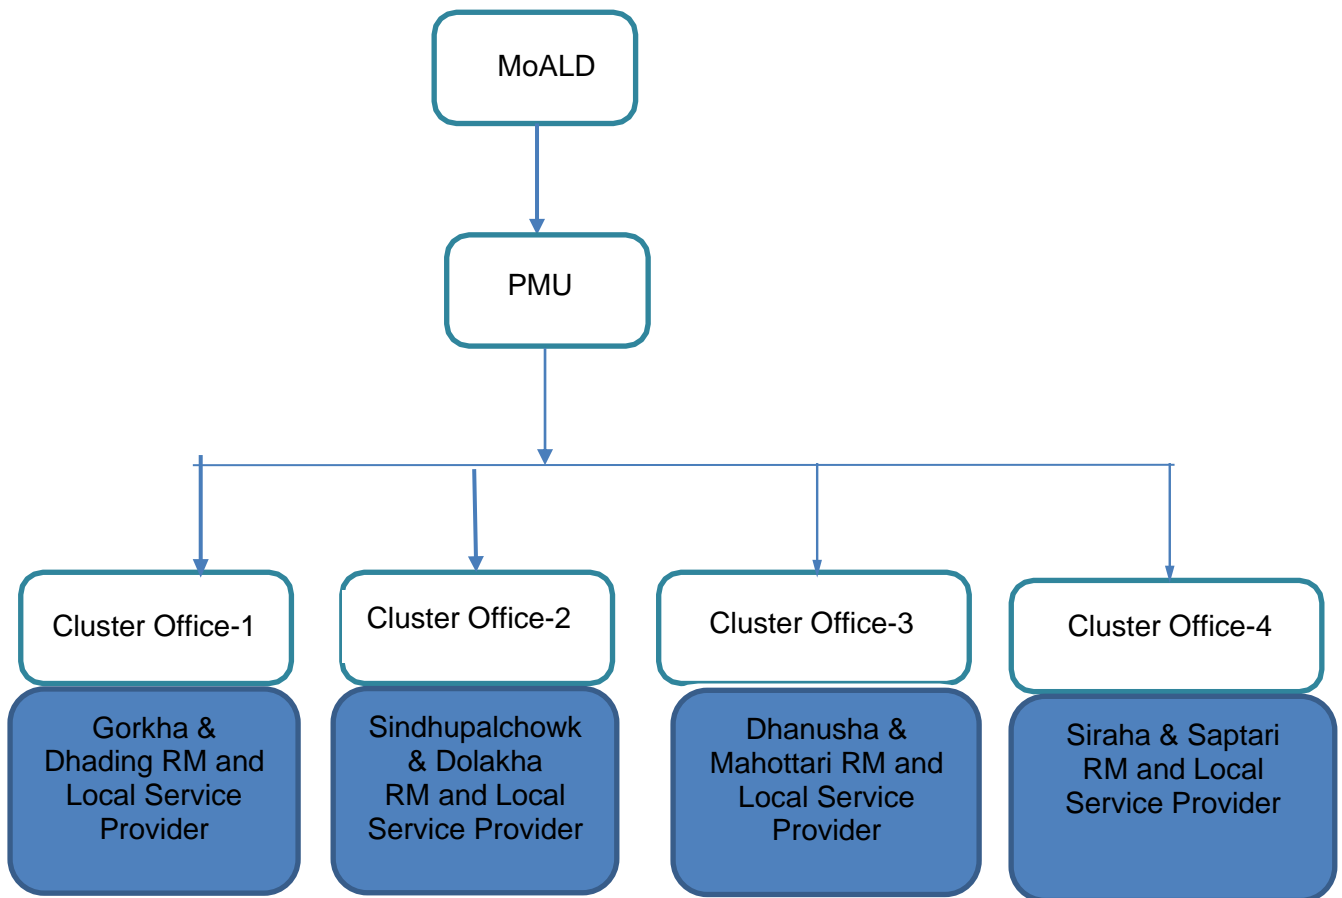 MoALD
PMU
Cluster Office-1
Cluster Office-2
Cluster Office-3
Cluster Office-4
Gorkha &
Dhading RM and
Local Service
Provider
Sindhupalchowk
& Dolakha
RM and Local
Service Provider
Dhanusha &
Mahottari RM and
Local Service
Provider
Siraha & Saptari
RM and Local
Service Provider